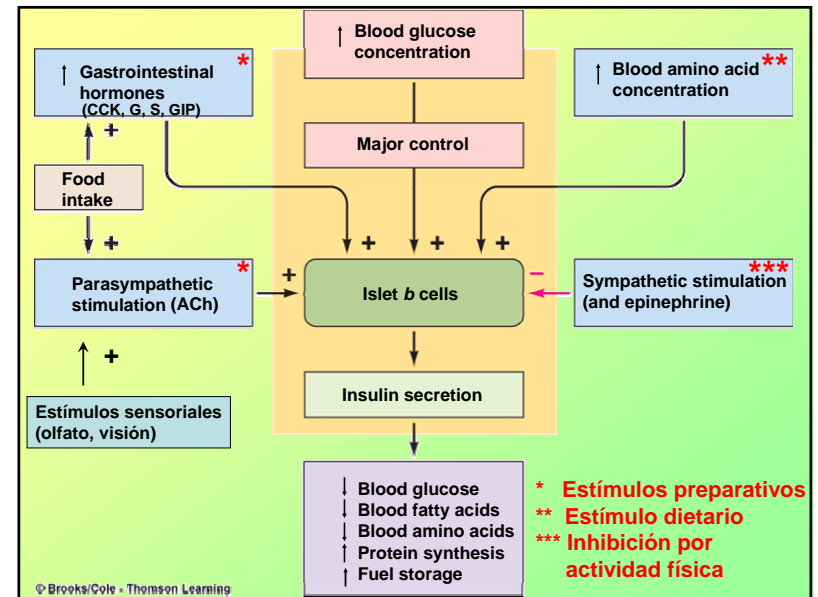 ↑ Blood glucose
concentration
*
↑ Gastrointestinal
hormones
(CCK, G, S, GIP)
**
↑ Blood amino acid
concentration
+
Major control
Food
intake
+
+
+
+
*
Parasympathetic
stimulation (ACh)
+
Islet b cells
–
***
Sympathetic stimulation
(and epinephrine)
+
Insulin secretion
Estímulos sensoriales
(olfato, visión)
↓ Blood glucose
↓ Blood fatty acids
↓ Blood amino acids
↑ Protein synthesis
↑ Fuel storage
* Estímulos preparativos
** Estímulo dietario
*** Inhibición por
actividad física
© Brooks/Cole - Thomson Learning